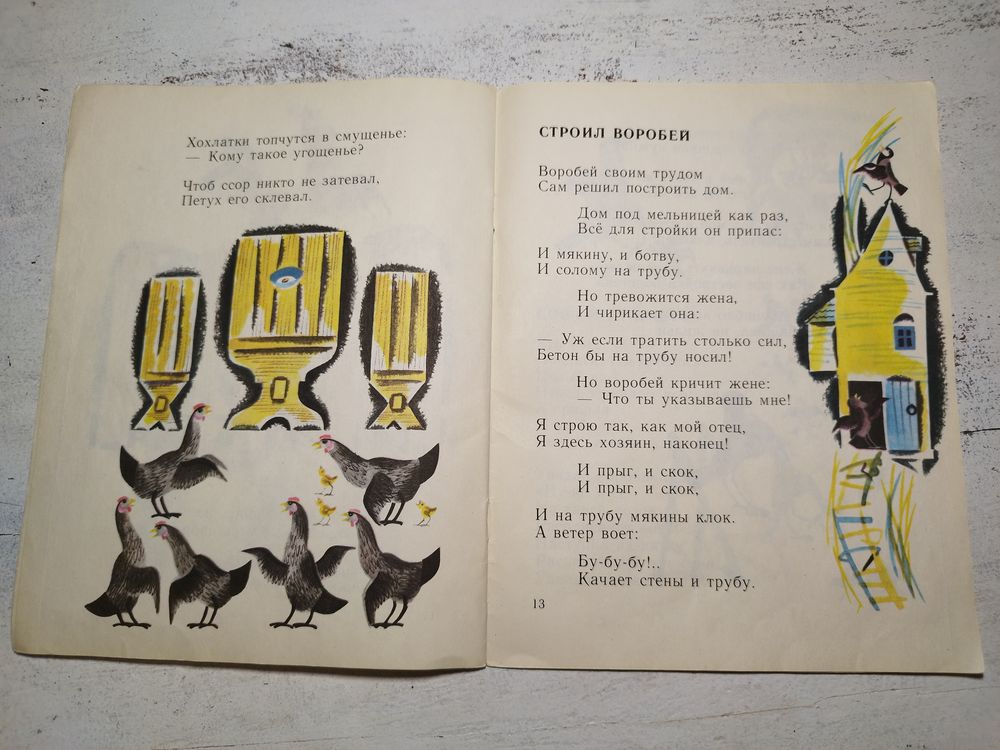 Хохлатки топчутся в смущенье:
— Кому такое угощенье?
Чтоб ссор никто не затевал,
Петух его склевал.
СТРОИЛ ВОРОБЕЙ
Воробей своим трудом
Сам решил построить дом.
Дом под мельницей как раз,
Всё для стройки он припас:
И мякину, и ботву,
И солому на трубу.
Но тревожится жена,
И чирикает она:
— Уж если тратить столько сил,
Бетон бы на трубу носил!
Но воробей кричит жене:
— Что ты указываешь мне!
Я строю так, как мой отец,
Я здесь хозяин, наконец!
И прыг, и скок,
И прыг, и скок,
И на трубу мякины клок.
А ветер воет:
Бу-бу-бу!..
Качает стены и трубу.
13